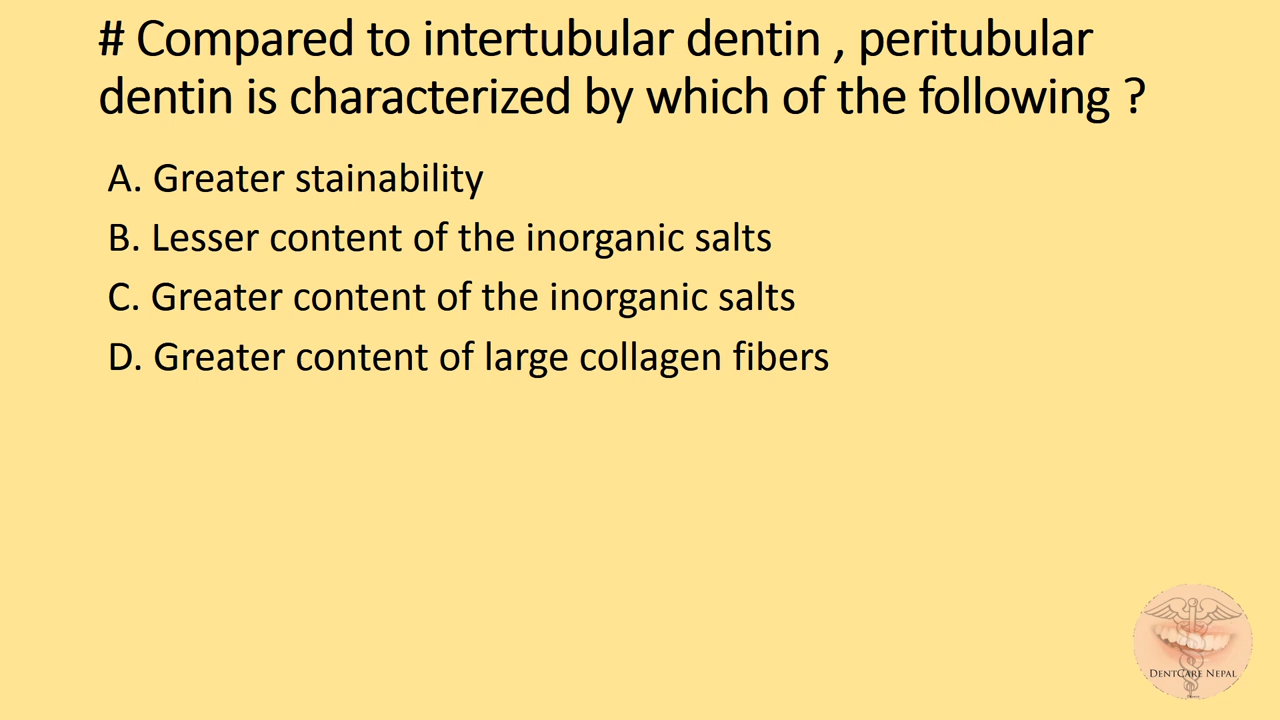 # Compared to intertubular dentin , peritubular
dentin is characterized by which of the following ?
A. Greater stainability
B. Lesser content of the inorganic salts
C. Greater content of the inorganic salts
D. Greater content of large collagen fibers
DENTCARE NEPAL